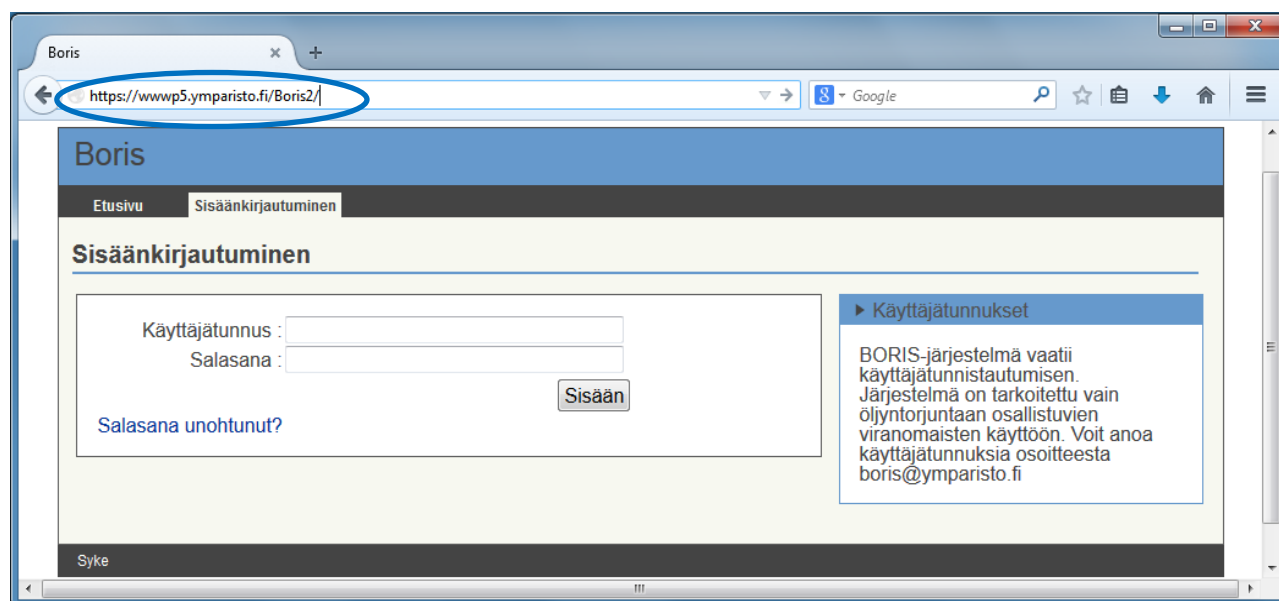 Boris
https://wwwp5.ymparisto.fi/Boris2/
Google
Boris
Etusivu Sisäänkirjautuminen
Sisäänkirjautuminen
Käyttäjätunnus :
Salasana :
Sisään
Salasana unohtunut?
Käyttäjätunnukset
BORIS-järjestelmä vaatii
käyttäjätunnistautumisen.
Järjestelmä on tarkoitettu vain
öljyntorjuntaan osallistuvien
viranomaisten käyttöön. Voit anoa
käyttäjätunnuksia osoitteesta
boris@ymparisto.fi
Syke